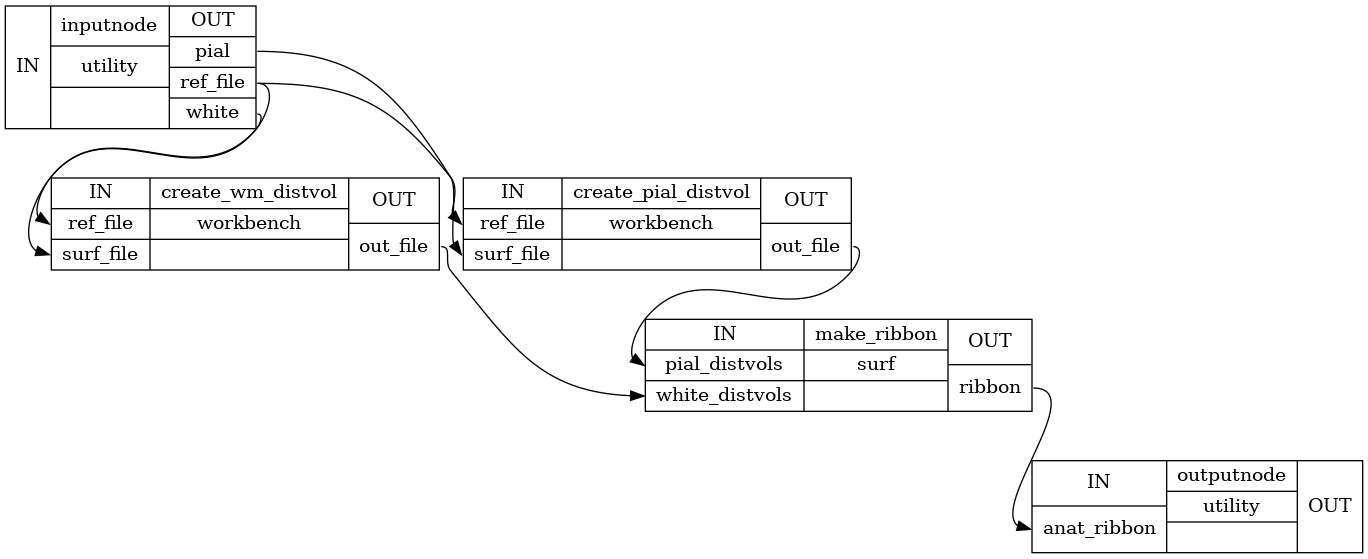 IN
inputnode
utility
OUT
pial
ref_file
white
IN
ref_file
surf_file
create_wm_distvol
workbench
OUT
out_file
IN
ref_file
surf_file
create_pial_distvol
workbench
OUT
out_file
IN
pial_distvols
white_distvols
make_ribbon
surf
OUT
ribbon
IN
anat_ribbon
outputnode
utility
OUT